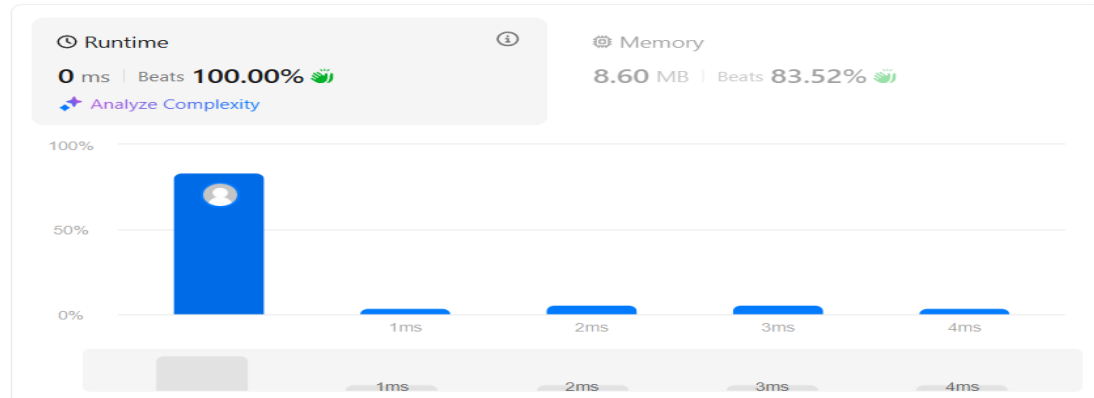 Runtime
0 ms | Beats 100.00%
Analyze Complexity
Memory
8.60 MB | Beats 83.52%
100%
50%
0%
1ms 2ms 3ms 4ms
1ms 2ms 3ms 4ms